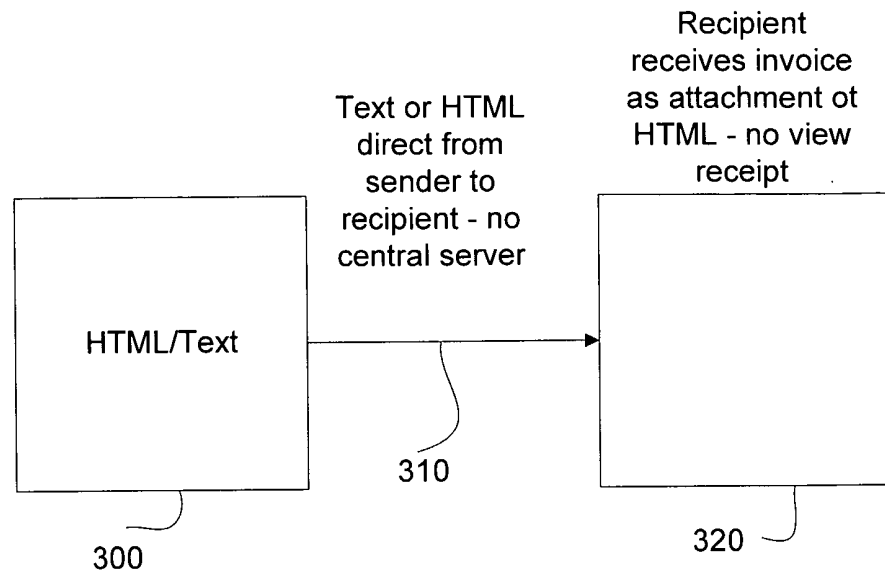 Recipient
receives invoice
as attachment ot
HTML - no view
receipt
Text or HTML
direct from
sender to
recipient - no
central server
HTML/Text
310
300
320